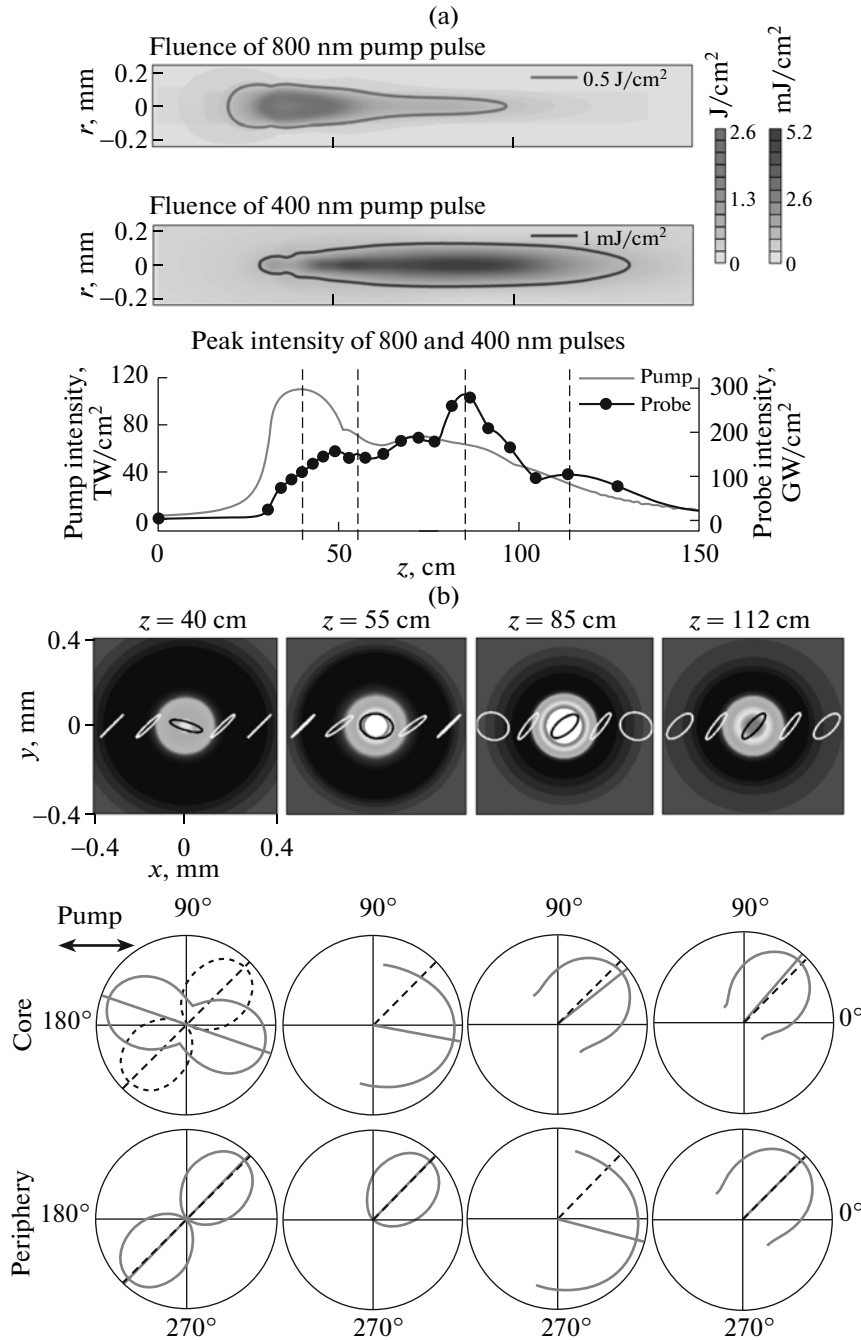 (a)
Fluence of 800 nm pump pulse
0.2
0
−0.2
r, mm
0.5 J/cm²
J/cm²
mJ/cm²
2.6
1.3
0
5.2
2.6
0
Fluence of 400 nm pump pulse
0.2
0
−0.2
r, mm
1 mJ/cm²
Peak intensity of 800 and 400 nm pulses
Pump intensity,
TW/cm²
120
80
40
0
Pump
Probe
300
200
100
0
Probe intensity,
GW/cm²
0
50
100
150
z, cm
(b)
z = 40 cm
z = 55 cm
z = 85 cm
z = 112 cm
0.4
0
−0.4
y, mm
−0.4
0
0.4
x, mm
Pump
90°
90°
90°
90°
Core
180°
0°
Periphery
180°
0°
270°
270°
270°
270°